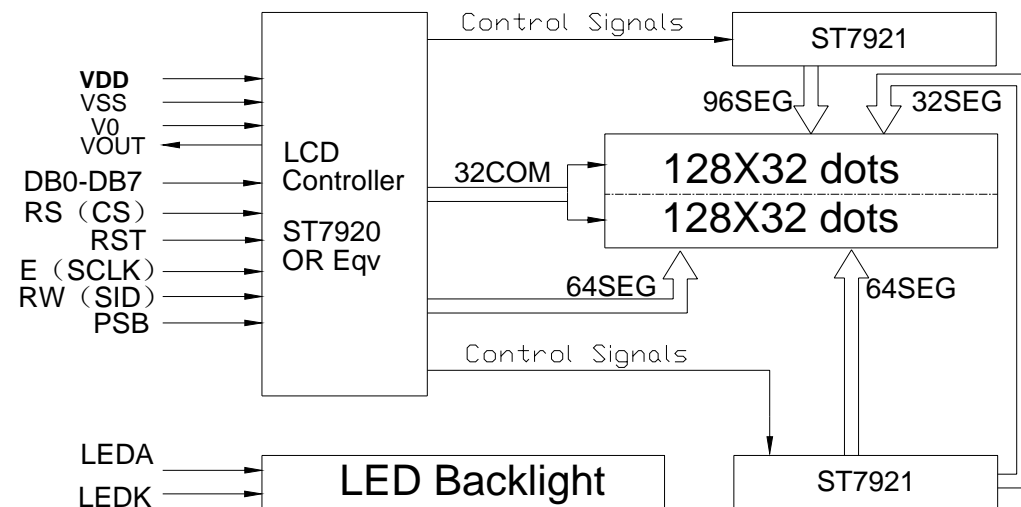 Control Signals
ST7921
VDD
VSS
V0
VOUT
DB0-DB7
RS（CS）
RST
E（SCLK）
RW（SID）
PSB
LCD
Controller
ST7920
OR Eqv
96SEG
32SEG
32COM
128X32 dots
128X32 dots
64SEG
64SEG
Control Signals
LEDA
LEDK
LED Backlight
ST7921